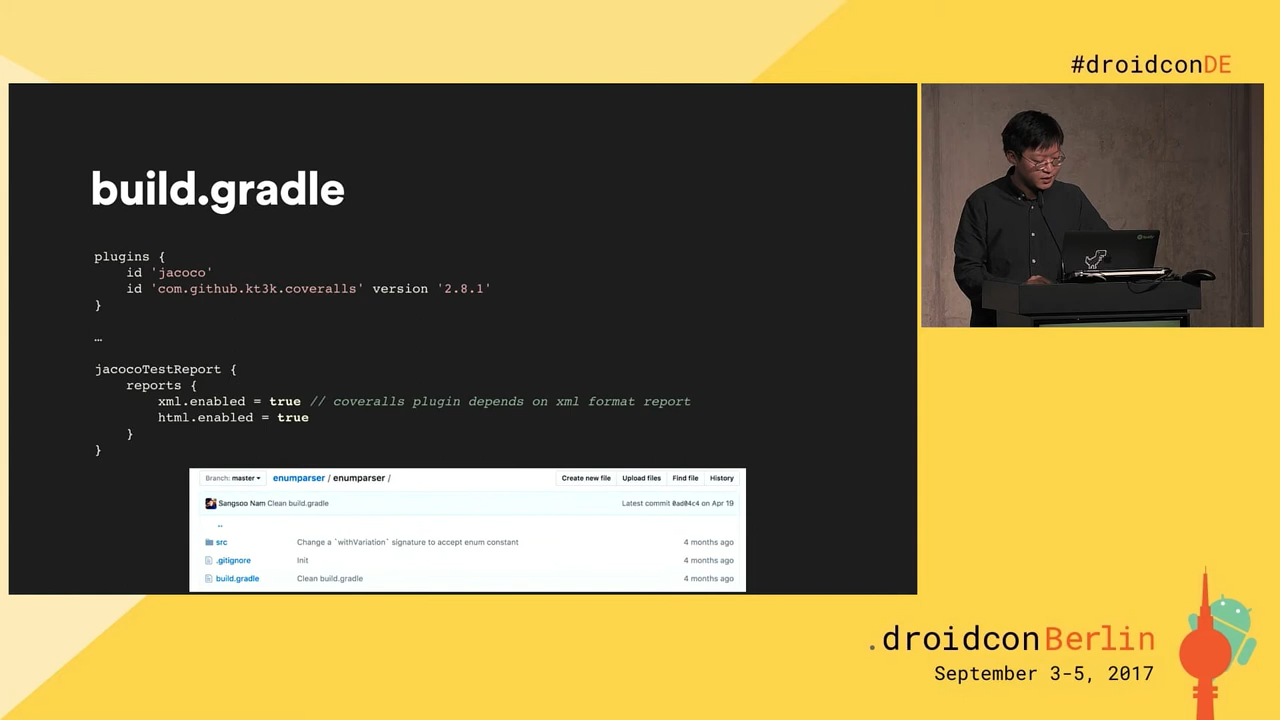 #droidconDE
build.gradle
plugins {
id 'jacoco'
id 'com.github.kt3k.coveralls' version '2.8.1'
}
…
jacocoTestReport {
reports {
xml.enabled = true // coveralls plugin depends on xml format report
html.enabled = true
}
}
Branch: master enumparser / enumparser / Create new file Upload files Find file History
Sangsoo Nam Clean build.gradle Latest commit 0ad04c4 on Apr 19
..
src Change a `withVariation` signature to accept enum constant 4 months ago
.gitignore Init 4 months ago
build.gradle Clean build.gradle 4 months ago
.droidconBerlin
September 3-5, 2017